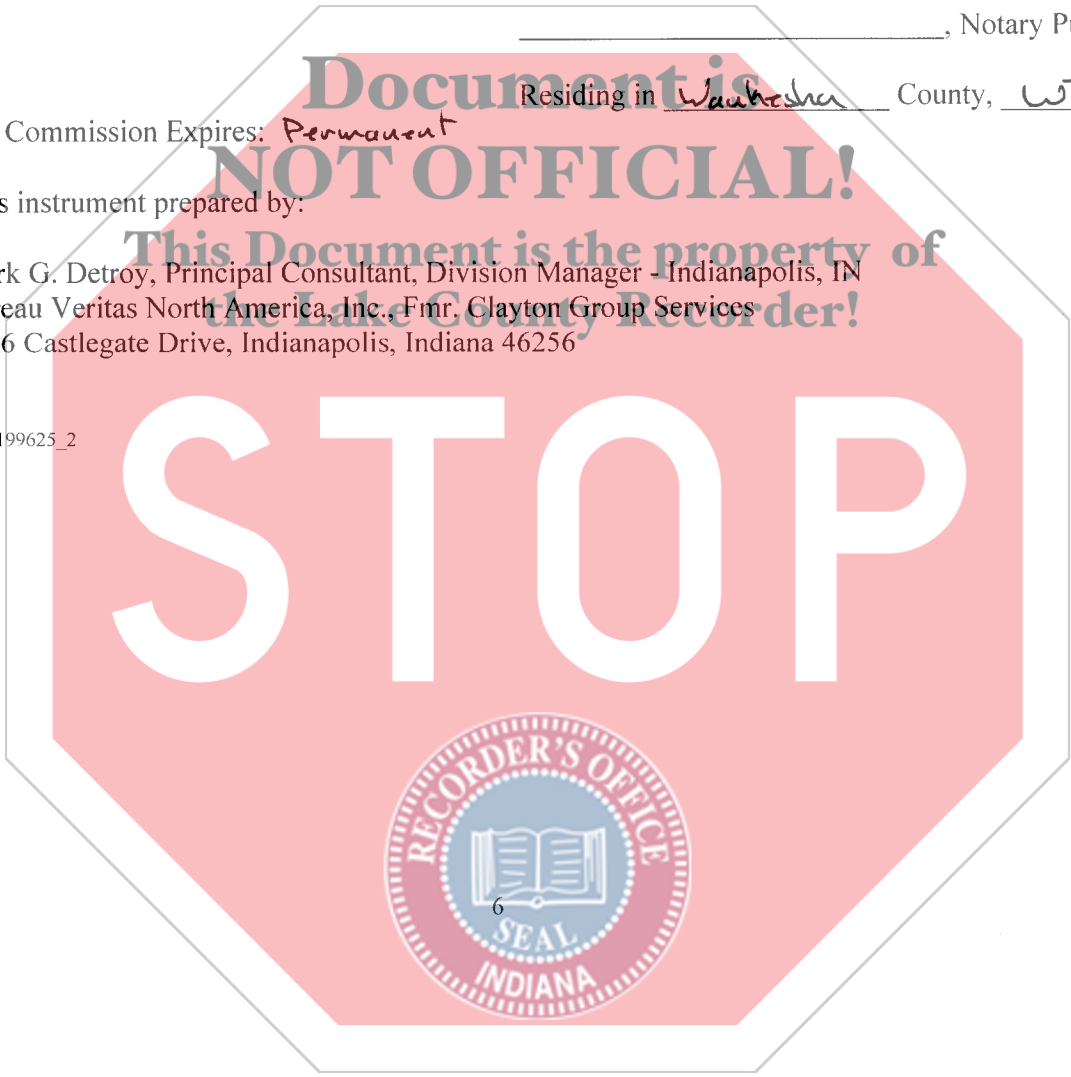 , Notary Pu
Document is
Residing in Waukesha County, W
Commission Expires: Permanent
NOT OFFICIAL!
s instrument prepared by:
This Document is the property of
rk G. Detroy, Principal Consultant, Division Manager - Indianapolis, IN
eau Veritas North America, Inc., Fmr. Clayton Group Services
the Lake County Recorder!
6 Castlegate Drive, Indianapolis, Indiana 46256
199625_2
STOP
RECORDER'S OFFICE
6
SEAL
INDIANA